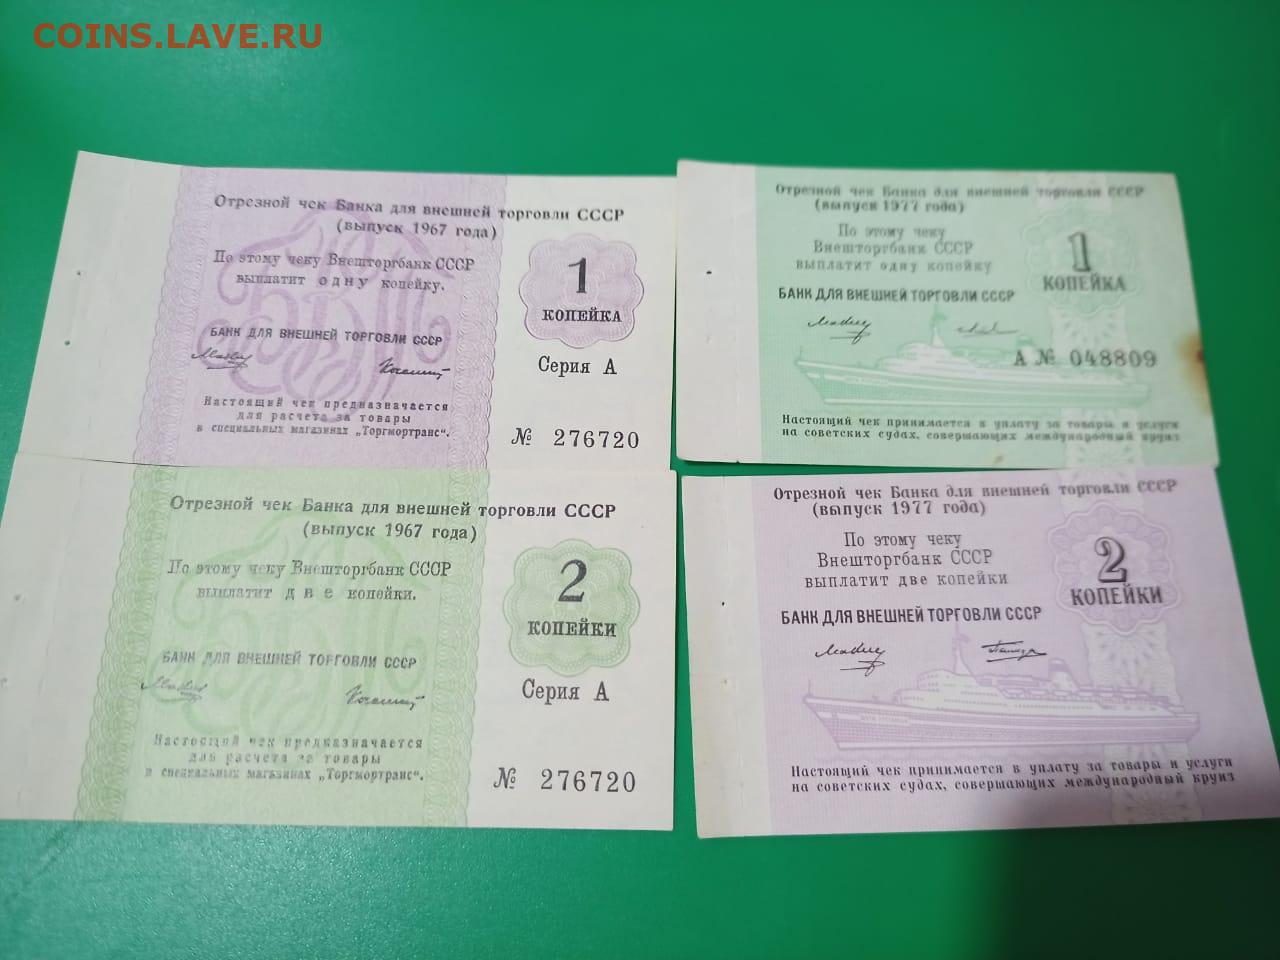 COINS.LAVE.RU
Отрезной чек Банка для внешней торговли СССР
(выпуск 1967 года)
По этому чеку Внешторгбанк СССР
выплатит одну копейку.
1
КОПЕЙКА
БАНК ДЛЯ ВНЕШНЕЙ ТОРГОВЛИ СССР
Серия А
Настоящий чек предназначается
для расчета за товары
в специальных магазинах „Торгмортранс“.
№ 276720
Отрезной чек Банка для внешней торговли СССР
(выпуск 1977 года)
По этому чеку
Внешторгбанк СССР
выплатит одну копейку
1
КОПЕЙКА
БАНК ДЛЯ ВНЕШНЕЙ ТОРГОВЛИ СССР
А № 048809
Настоящий чек принимается в уплату за товары и услуги
на советских судах, совершающих международный круиз
Отрезной чек Банка для внешней торговли СССР
(выпуск 1967 года)
По этому чеку Внешторгбанк СССР
выплатит две копейки.
2
КОПЕЙКИ
БАНК ДЛЯ ВНЕШНЕЙ ТОРГОВЛИ СССР
Серия А
Настоящий чек предназначается
для расчета за товары
в специальных магазинах „Торгмортранс“.
№ 276720
Отрезной чек Банка для внешней торговли СССР
(выпуск 1977 года)
По этому чеку
Внешторгбанк СССР
выплатит две копейки
2
КОПЕЙКИ
БАНК ДЛЯ ВНЕШНЕЙ ТОРГОВЛИ СССР
Настоящий чек принимается в уплату за товары и услуги
на советских судах, совершающих международный круиз